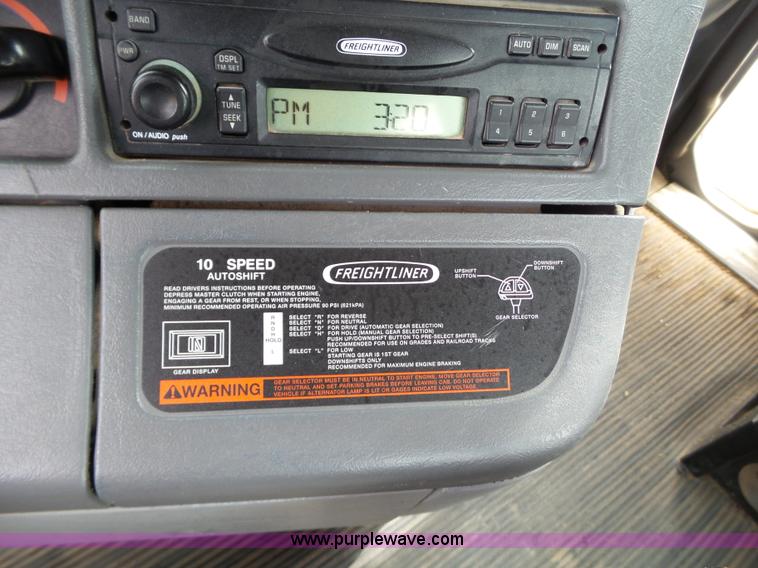 BAND
FREIGHTLINER
AUTO DIM SCAN
PWR
DSPL
TM SET
TUNE
SEEK
PM 3:20
1 2 3
4 5 6
ON / AUDIO push
10 SPEED
AUTOSHIFT
FREIGHTLINER
UPSHIFT
BUTTON
DOWNSHIFT
BUTTON
GEAR SELECTOR
READ DRIVERS INSTRUCTIONS BEFORE OPERATING
DEPRESS MASTER CLUTCH WHEN STARTING ENGINE,
ENGAGING A GEAR FROM REST, OR WHEN STOPPING,
MINIMUM RECOMMENDED OPERATING AIR PRESSURE 90 PSI (621kPA)
N
GEAR DISPLAY
R SELECT "R" FOR REVERSE
N SELECT "N" FOR NEUTRAL
D SELECT "D" FOR DRIVE (AUTOMATIC GEAR SELECTION)
H SELECT "H" FOR HOLD (MANUAL GEAR SELECTION)
HOLD PUSH UP/DOWNSHIFT BUTTON TO PRE-SELECT SHIFT(S)
RECOMMENDED FOR USE ON GRADES AND RAILROAD TRACKS
L SELECT "L" FOR LOW
STARTING GEAR IS 1ST GEAR
DOWNSHIFTS ONLY
RECOMMENDED FOR MAXIMUM ENGINE BRAKING
WARNING
GEAR SELECTOR MUST BE IN NEUTRAL TO START ENGINE, MOVE GEAR SELECTOR
TO NEUTRAL AND SET PARKING BRAKES BEFORE LEAVING CAB. DO NOT OPERATE
VEHICLE IF ALTERNATOR LAMP IS LIT OR GAGES INDICATE LOW VOLTAGE.
www.purplewave.com